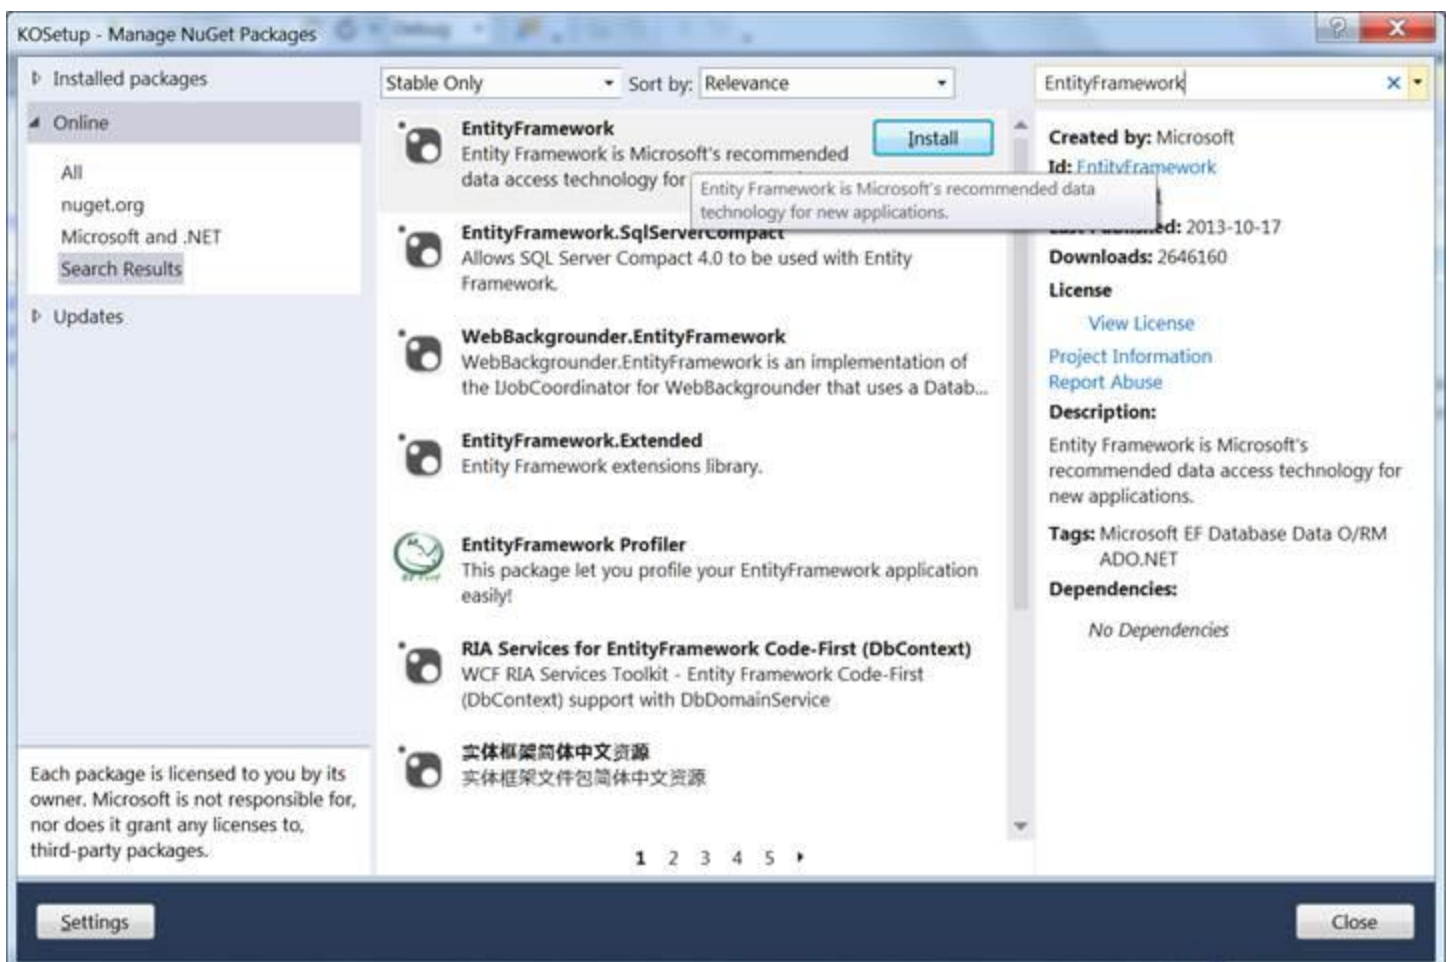 KOSetup - Manage NuGet Packages
Installed packages
Online
All
nuget.org
Microsoft and .NET
Search Results
Updates
Each package is licensed to you by its
owner. Microsoft is not responsible for,
nor does it grant any licenses to,
third-party packages.
Stable Only
Sort by: Relevance
EntityFramework
Entity Framework is Microsoft's recommended
data access technology for
Install
Entity Framework is Microsoft's recommended data
technology for new applications.
EntityFramework.SqlServerCompact
Allows SQL Server Compact 4.0 to be used with Entity
Framework.
WebBackgrounder.EntityFramework
WebBackgrounder.EntityFramework is an implementation of
the IJobCoordinator for WebBackgrounder that uses a Datab...
EntityFramework.Extended
Entity Framework extensions library.
EntityFramework Profiler
This package let you profile your EntityFramework application
easily!
RIA Services for EntityFramework Code-First (DbContext)
WCF RIA Services Toolkit - Entity Framework Code-First
(DbContext) support with DbDomainService
实体框架简体中文资源
实体框架文件包简体中文资源
1 2 3 4 5
EntityFramework
Created by: Microsoft
Id: EntityFramework
2013-10-17
Downloads: 2646160
License
View License
Project Information
Report Abuse
Description:
Entity Framework is Microsoft's
recommended data access technology for
new applications.
Tags: Microsoft EF Database Data O/RM
ADO.NET
Dependencies:
No Dependencies
Settings
Close